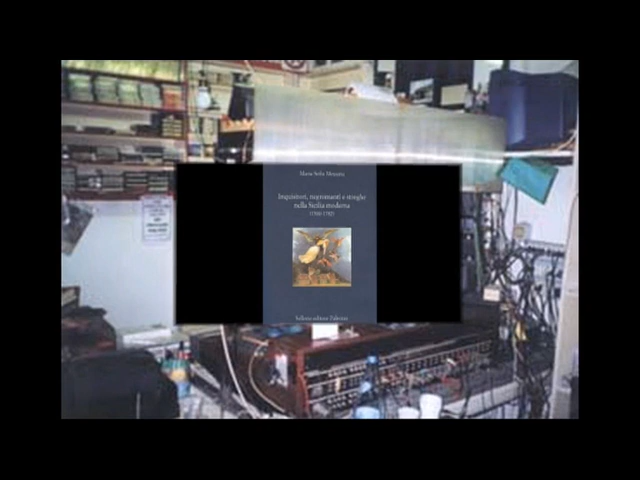 Maria Sofia Messana
Inquisitori, negromanti e streghe
nella Sicilia moderna
(1500-1782)
Sellerio editore Palermo